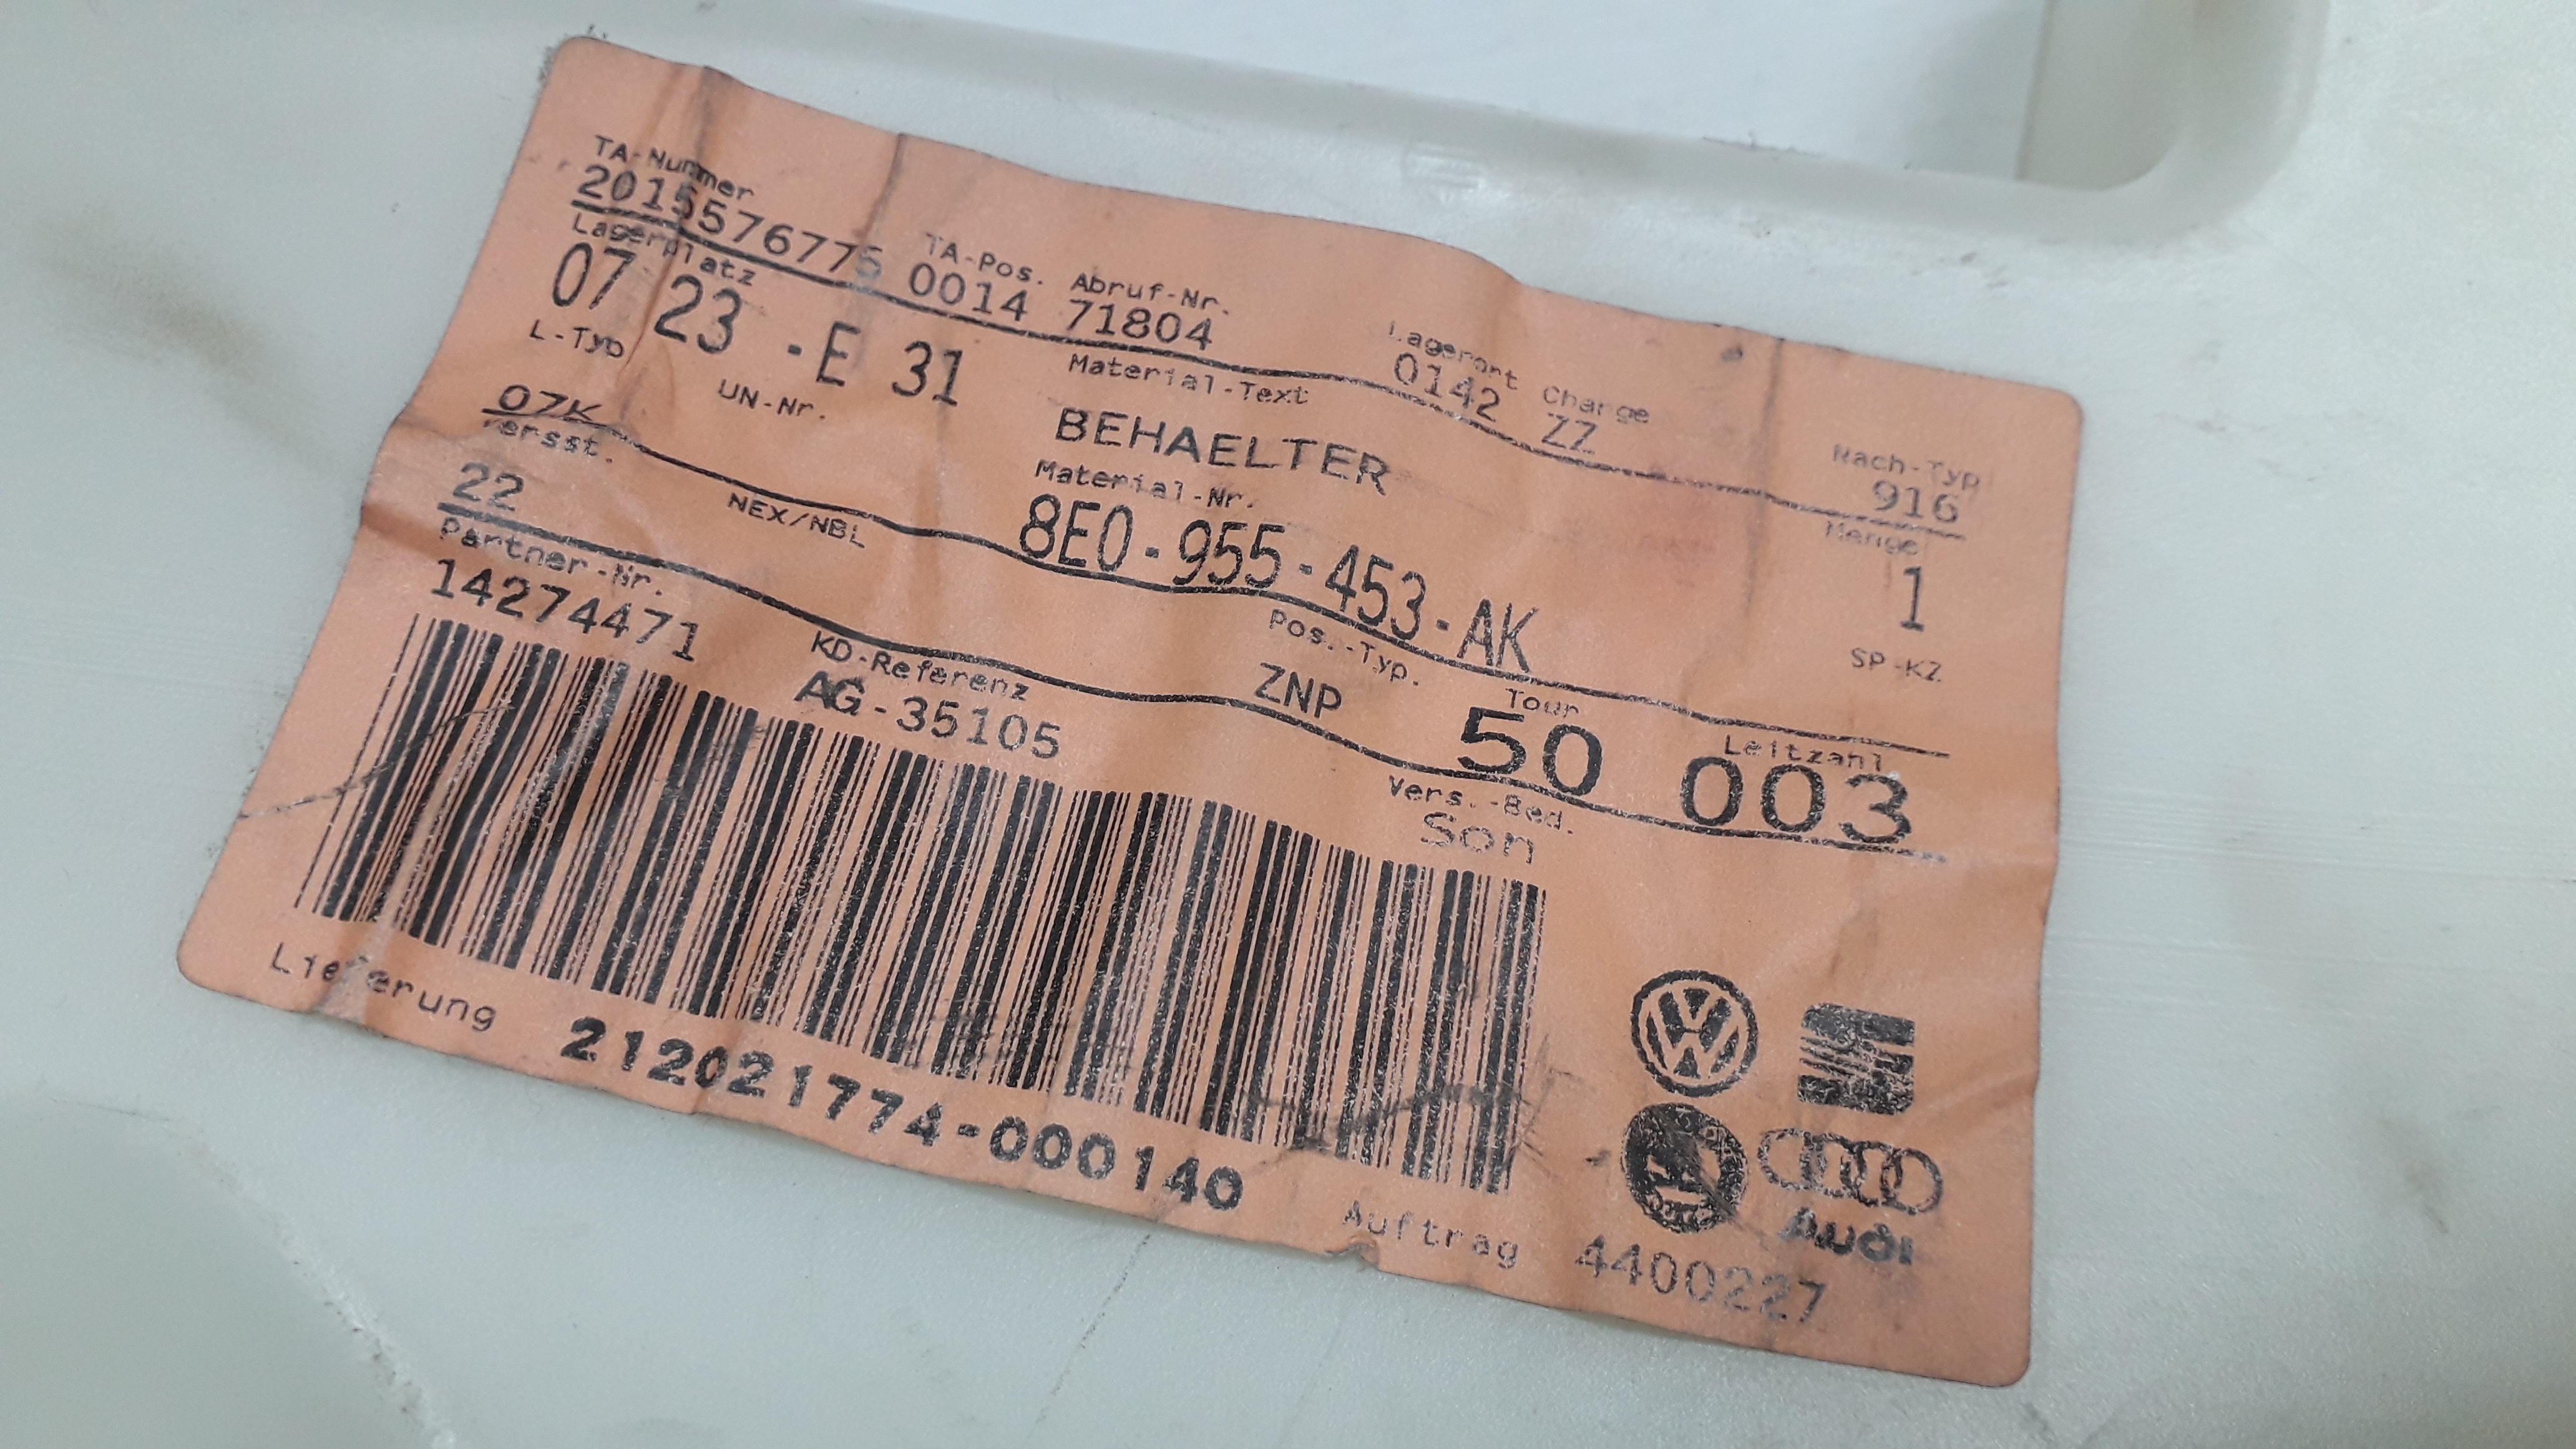 TA-Nummer TA-Pos. Abruf-Nr. Lagerort Charge Rach-Typ
2015576775 0014 71804 0142 ZZ 916
Lagerplatz Material-Text Menge
07 23 - E 31 BEHAELTER 1
L-Typ UN-Nr. Material-Nr. SP-KZ
07K 8E0-955-453-AK
Versst. NEX/NBL Pos.-Typ. Tour Leitzahl
22 ZNP 50 003
Partner-Nr. KD-Referenz Vers.-Bed.
14274471 AG-35105 Son
Lieferung 212021774-000140
Audi
Auftrag 4400227